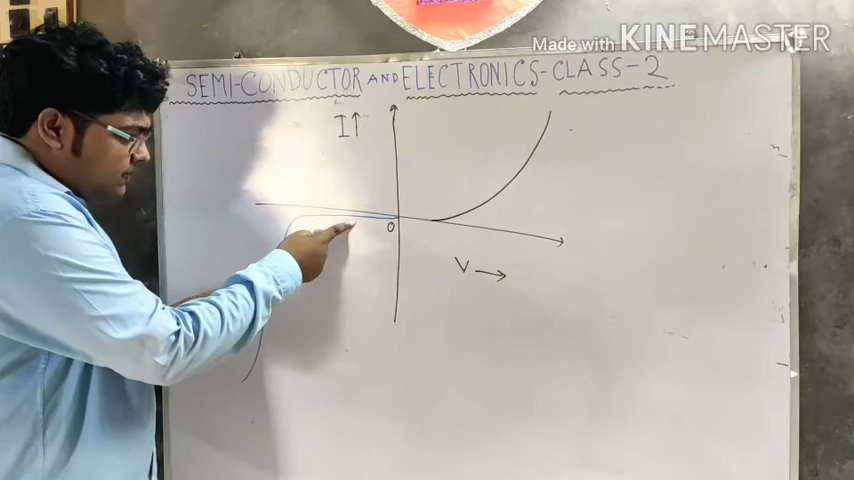 Made with KINEMASTER
SEMI-CONDUCTOR AND ELECTRONICS-CLASS-2
I↑
O
V →